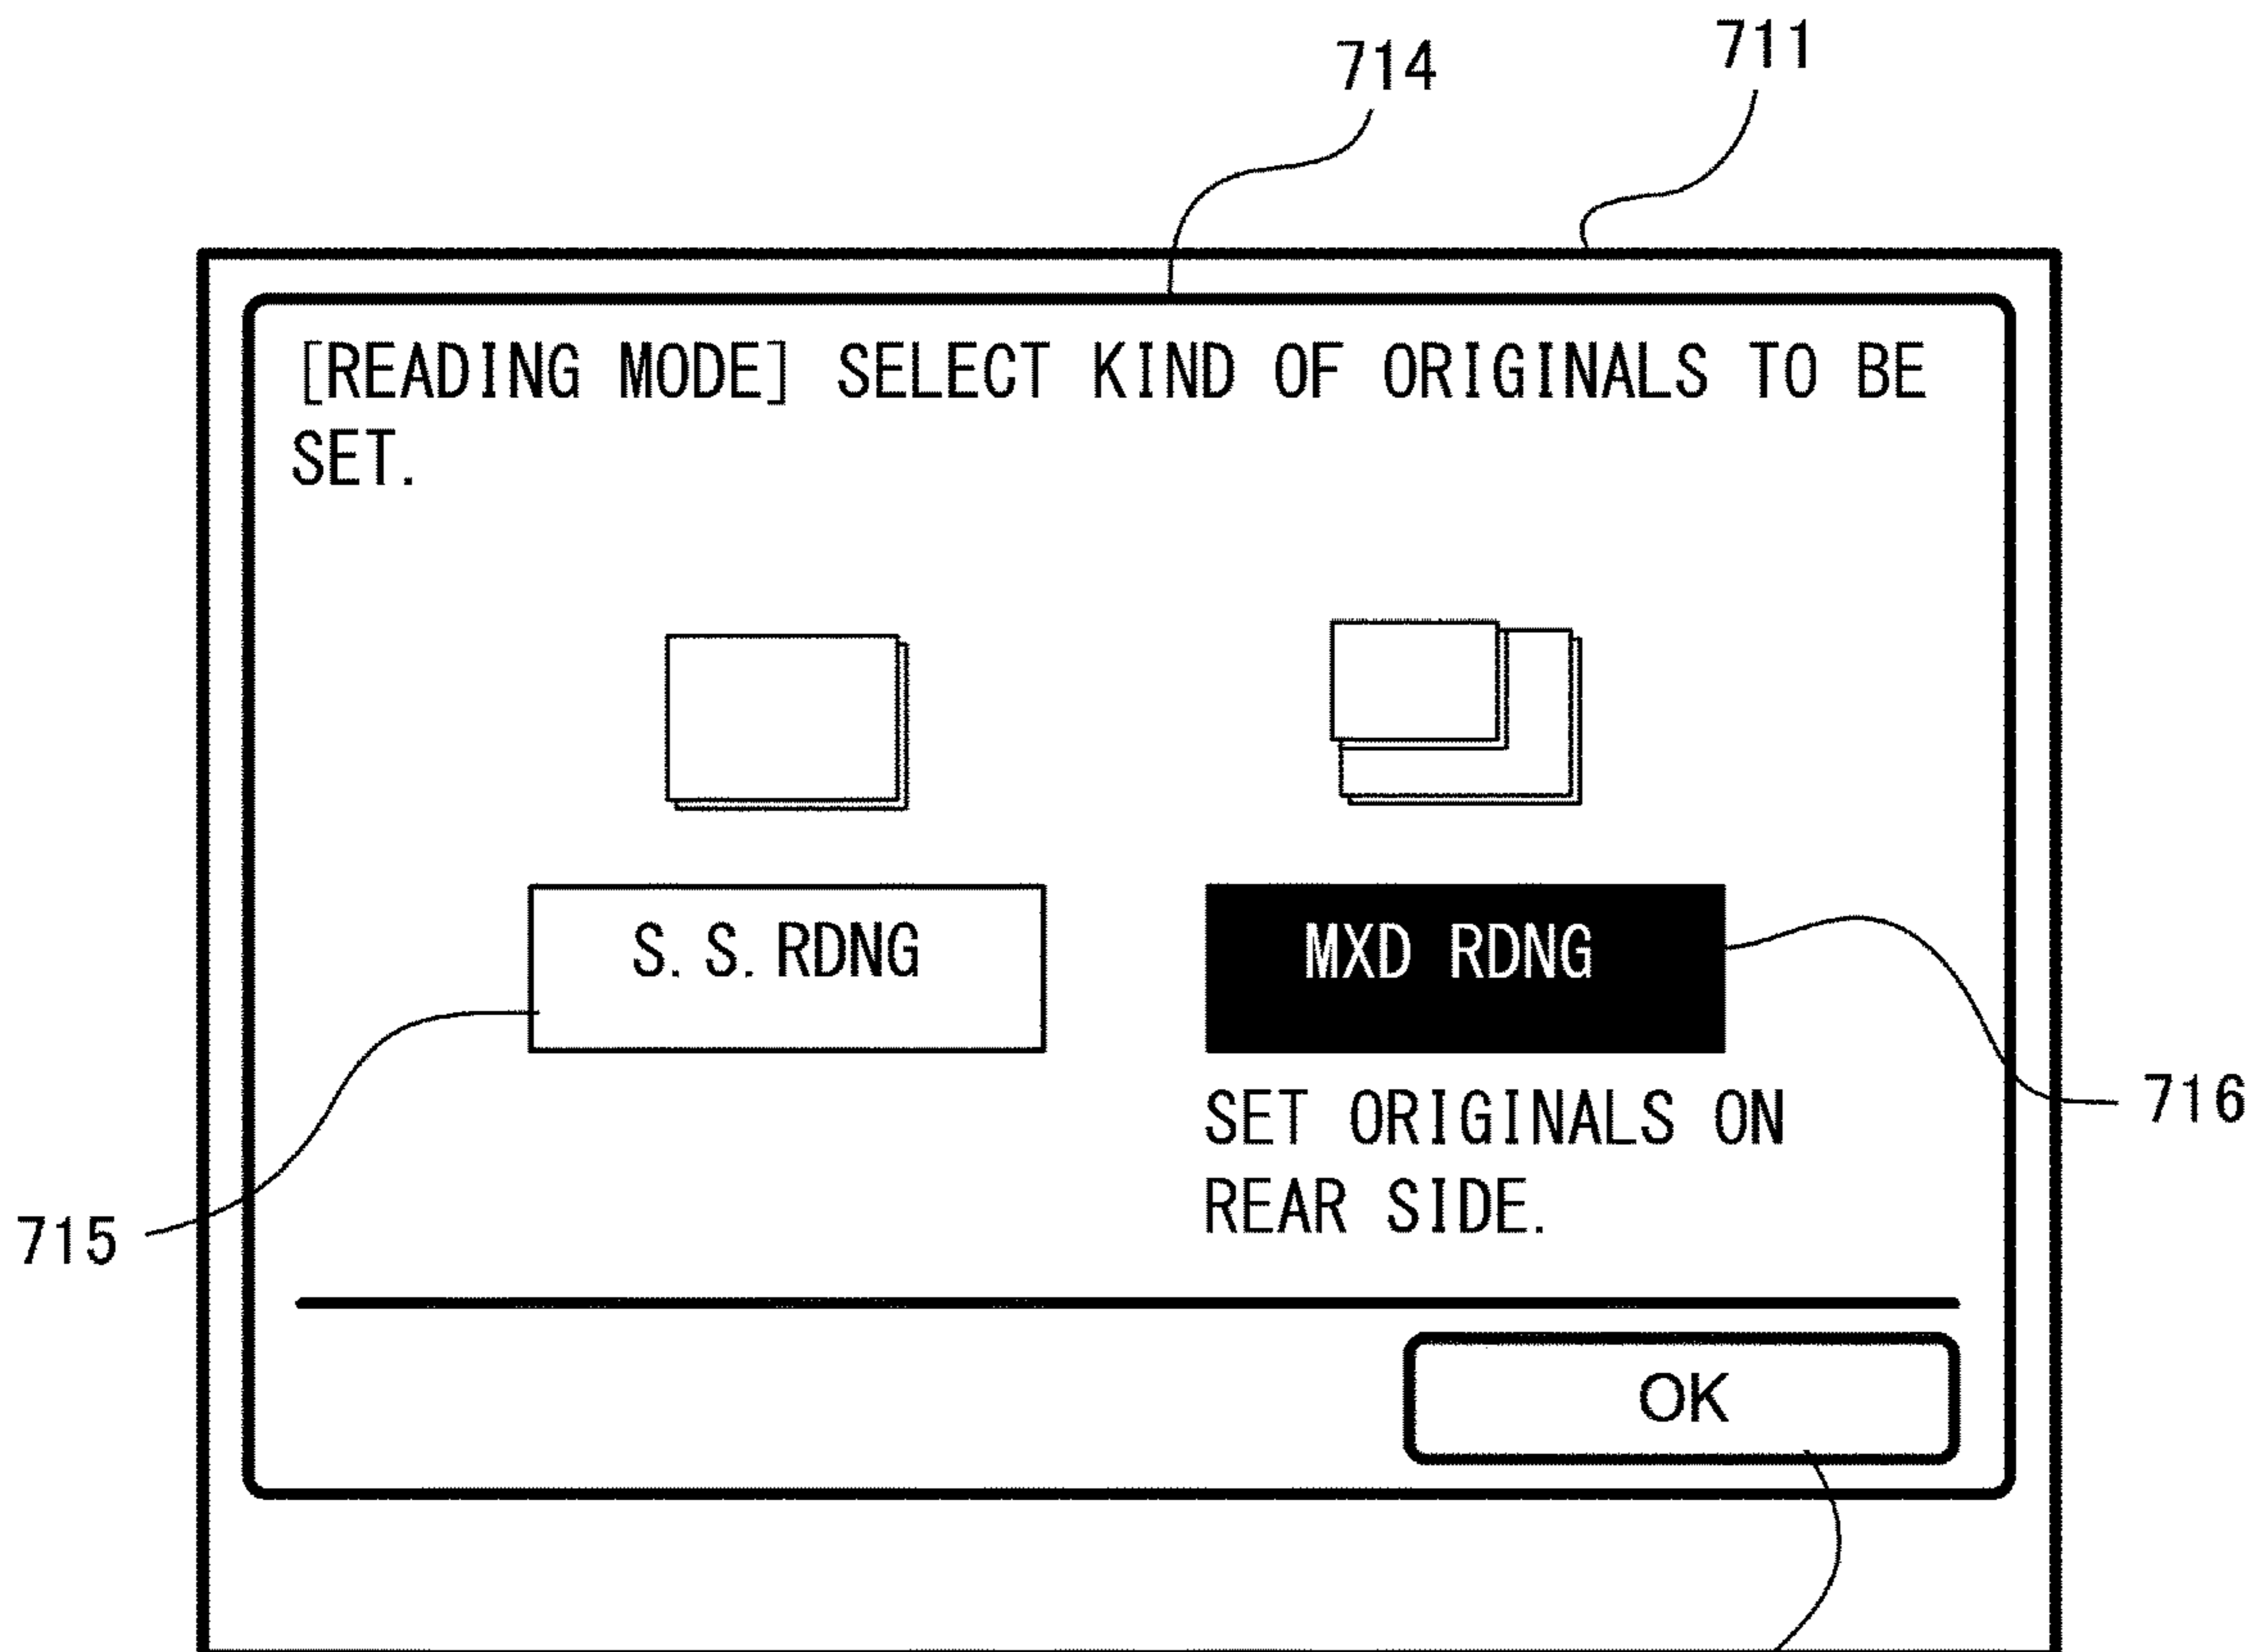 711
714
[READING MODE] SELECT KIND OF ORIGINALS TO BE
SET.
S.S.RDNG
MXD RDNG
716
SET ORIGINALS ON
REAR SIDE.
715
OK